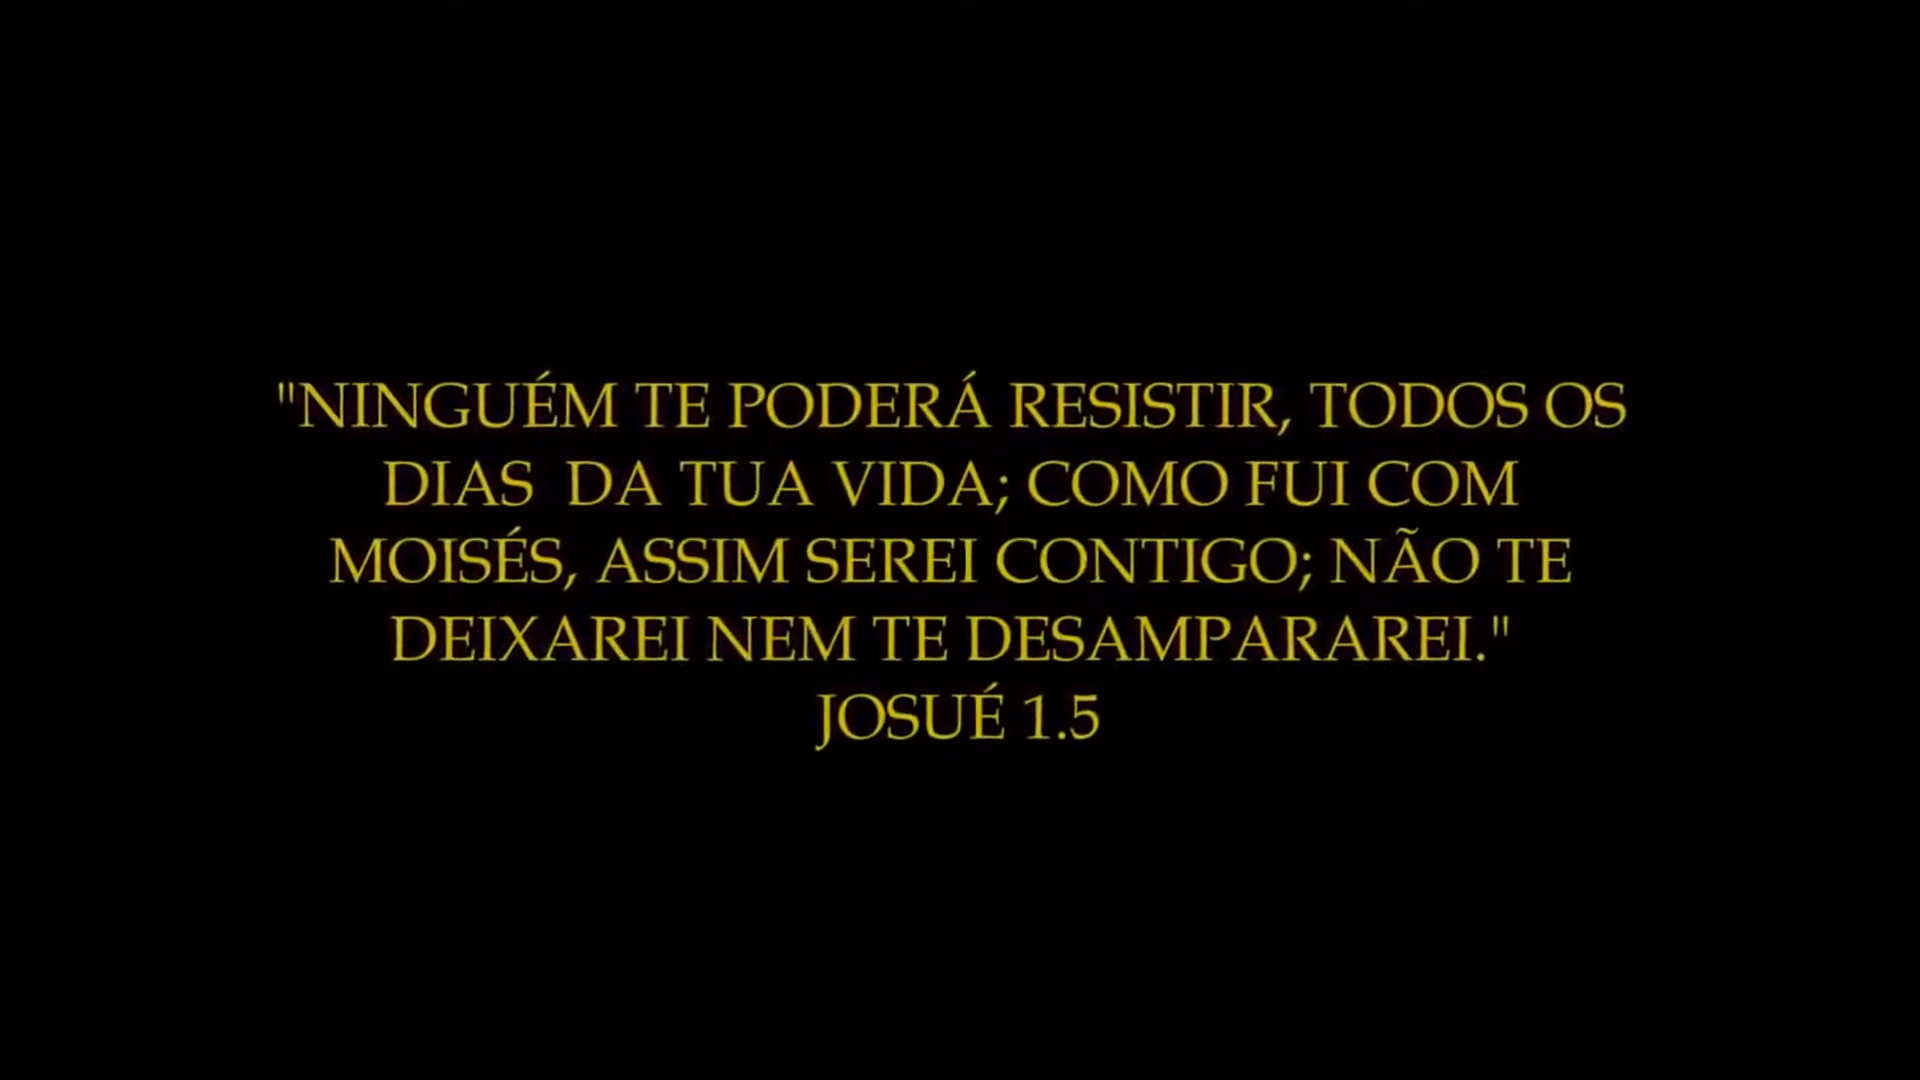 "NINGUÉM TE PODERÁ RESISTIR, TODOS OS
DIAS  DA TUA VIDA; COMO FUI COM
MOISÉS, ASSIM SEREI CONTIGO; NÃO TE
DEIXAREI NEM TE DESAMPARAREI."
JOSUÉ 1.5